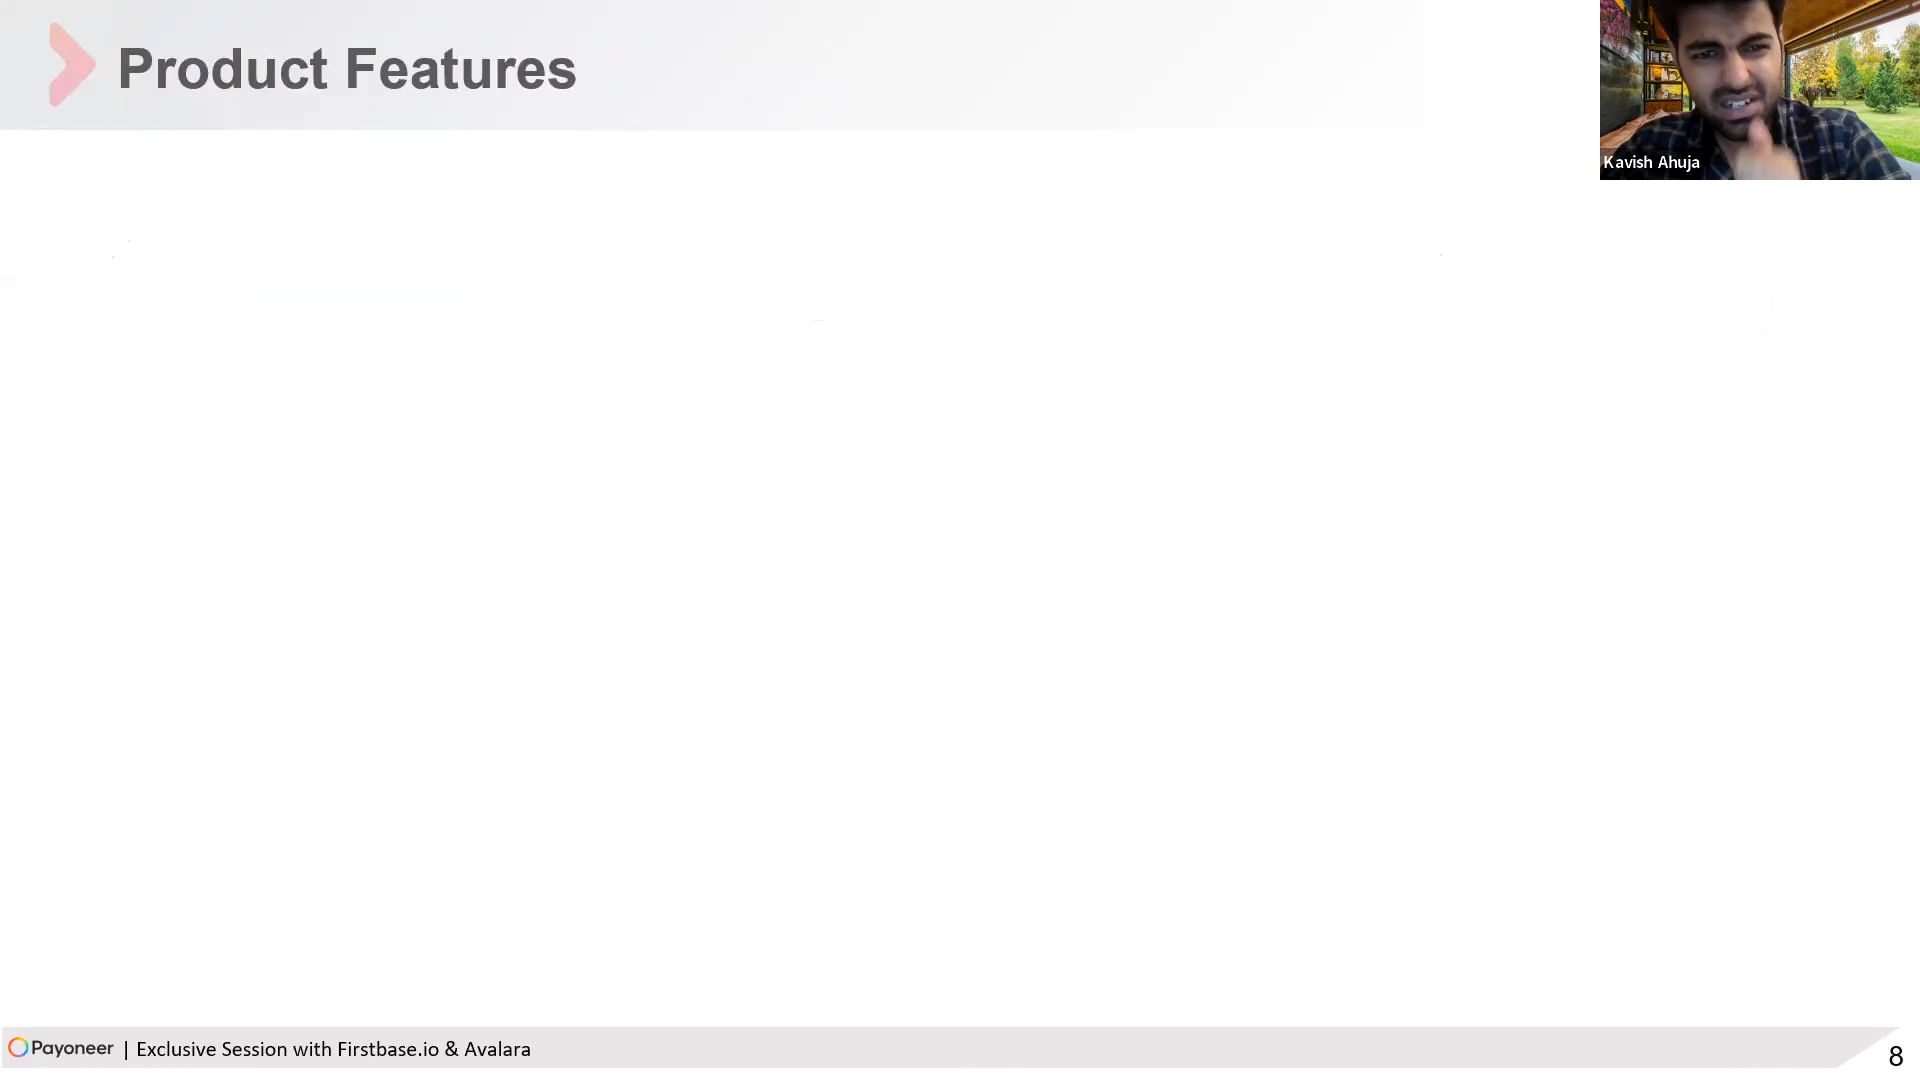 Product Features
Kavish Ahuja
Payoneer | Exclusive Session with Firstbase.io & Avalara
8